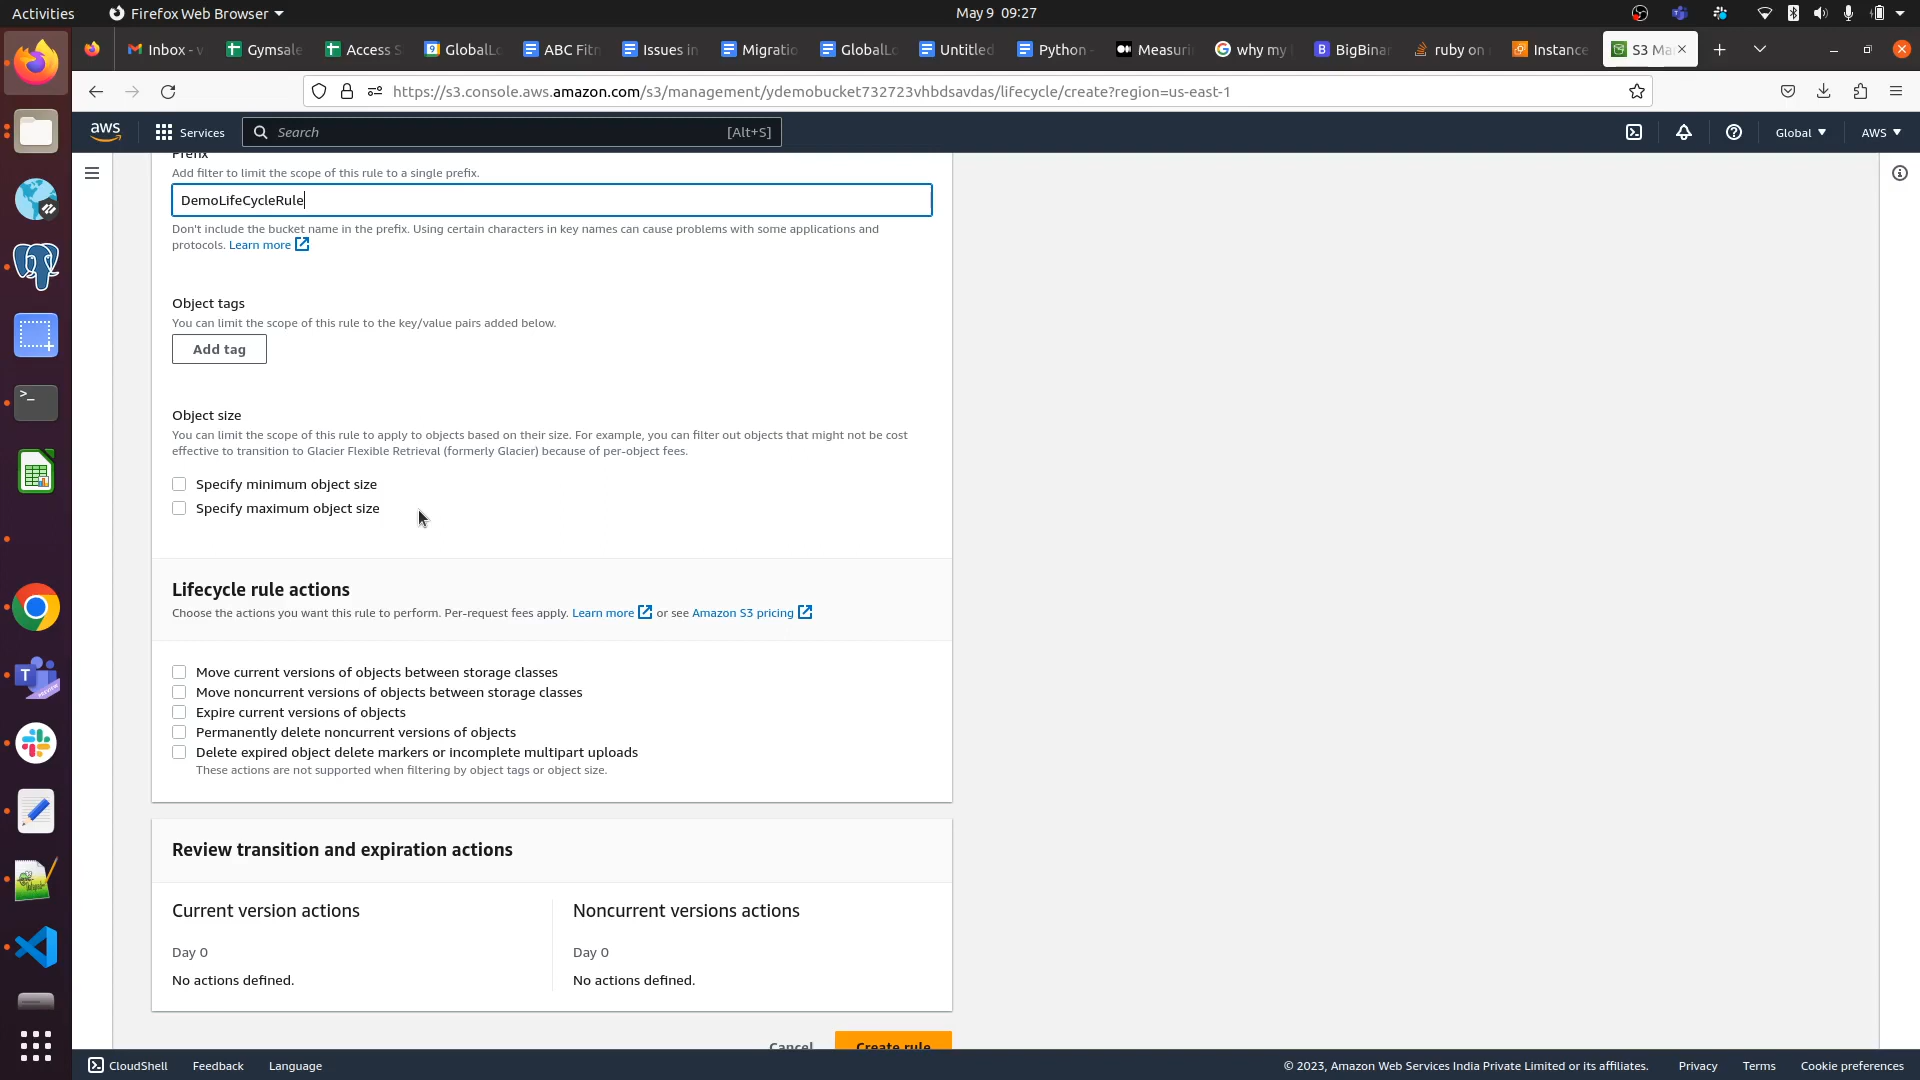 Activities
Firefox Web Browser
May 9 09:27
Inbox - v
Gymsale
Access S
GlobalLo
ABC Fitn
Issues in
Migratio
GlobalLo
Untitled
Python -
Measuri
why my
BigBinar
ruby on
Instance
S3 Ma
https://s3.console.aws.amazon.com/s3/management/ydemobucket732723vhbdsavdas/lifecycle/create?region=us-east-1
aws
Services
Search
[Alt+S]
Global
AWS
Prefix
Add filter to limit the scope of this rule to a single prefix.
DemoLifeCycleRule
Don't include the bucket name in the prefix. Using certain characters in key names can cause problems with some applications and
protocols. Learn more
Object tags
You can limit the scope of this rule to the key/value pairs added below.
Add tag
Object size
You can limit the scope of this rule to apply to objects based on their size. For example, you can filter out objects that might not be cost
effective to transition to Glacier Flexible Retrieval (formerly Glacier) because of per-object fees.
Specify minimum object size
Specify maximum object size
Lifecycle rule actions
Choose the actions you want this rule to perform. Per-request fees apply. Learn more or see Amazon S3 pricing
Move current versions of objects between storage classes
Move noncurrent versions of objects between storage classes
Expire current versions of objects
Permanently delete noncurrent versions of objects
Delete expired object delete markers or incomplete multipart uploads
These actions are not supported when filtering by object tags or object size.
Review transition and expiration actions
Current version actions
Day 0
No actions defined.
Noncurrent versions actions
Day 0
No actions defined.
Cancel
Create rule
CloudShell
Feedback
Language
© 2023, Amazon Web Services India Private Limited or its affiliates.
Privacy
Terms
Cookie preferences